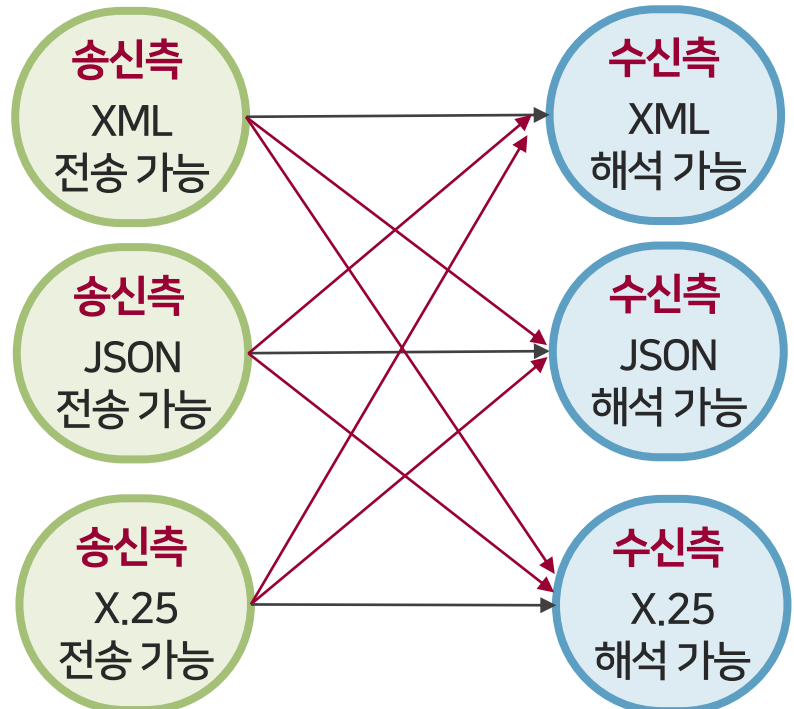 송신측
XML
전송 가능
수신측
XML
해석 가능
송신측
JSON
전송 가능
수신측
JSON
해석 가능
송신측
X.25
전송 가능
수신측
X.25
해석 가능